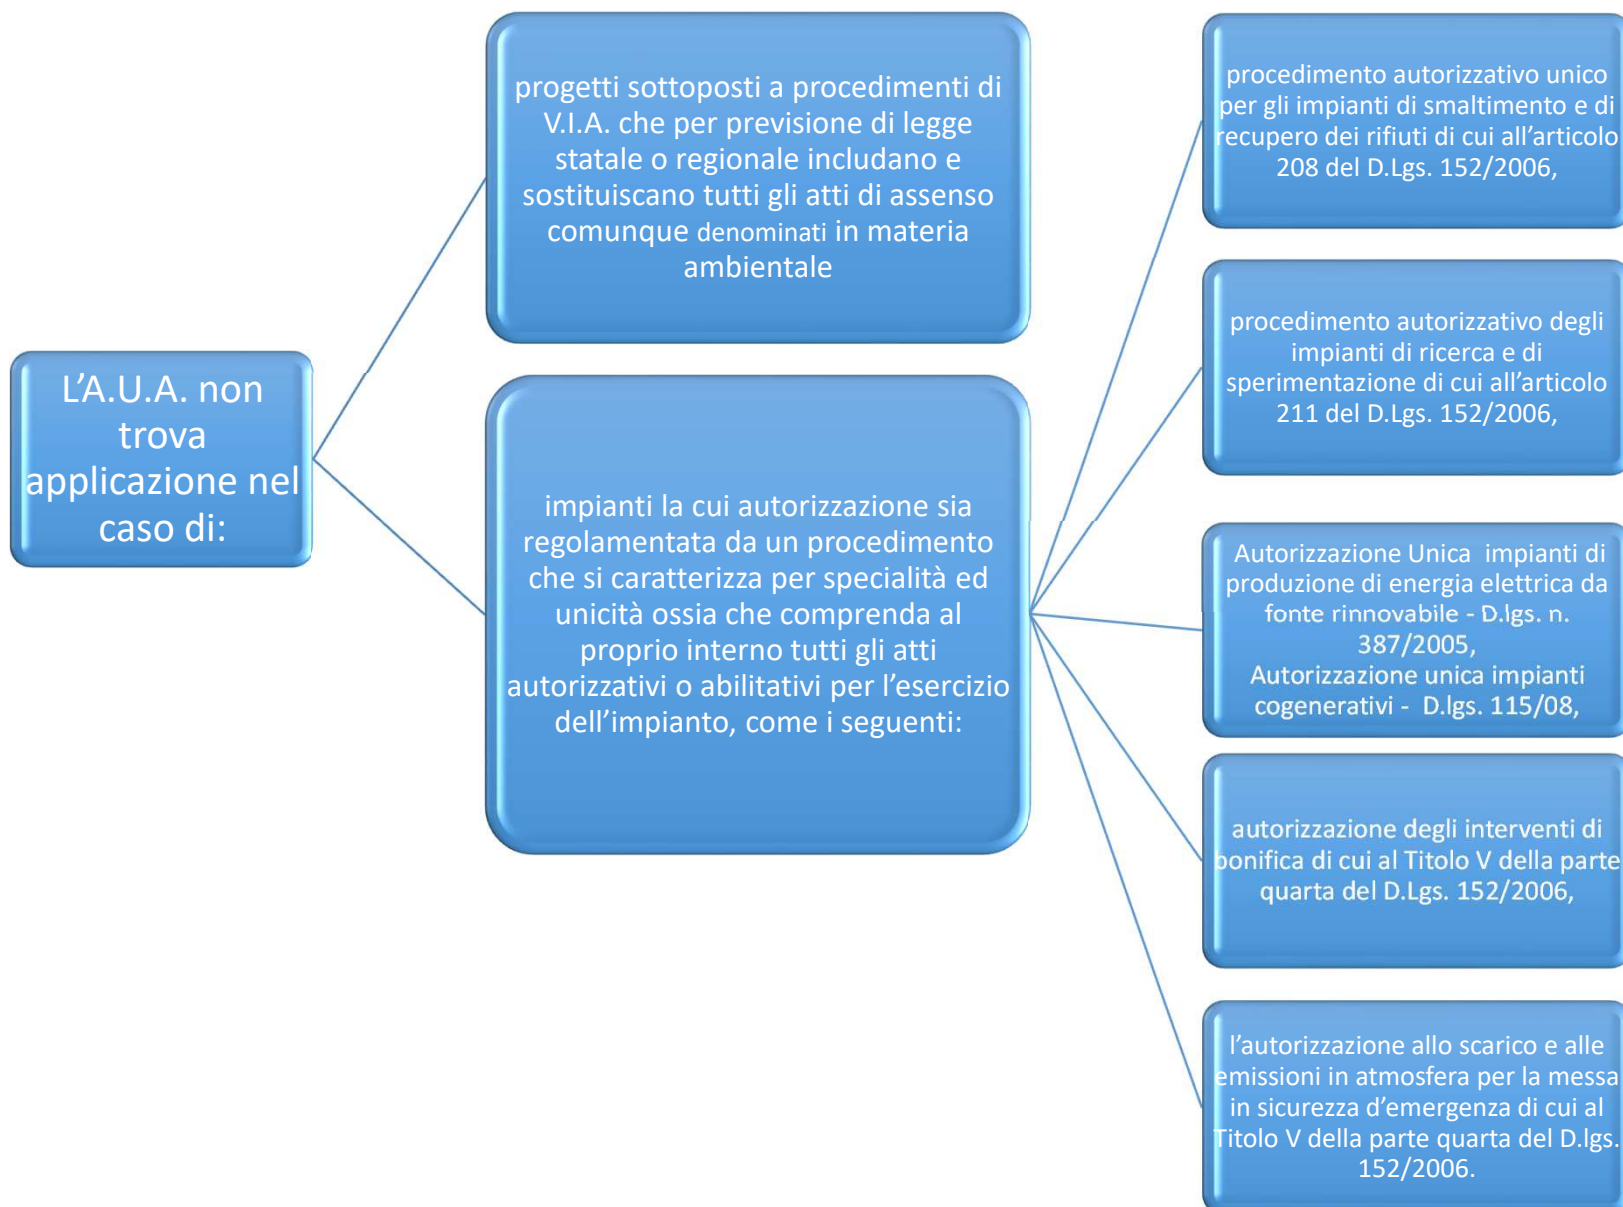 L’A.U.A. non
trova
applicazione nel
caso di:
progetti sottoposti a procedimenti di
V.I.A. che per previsione di legge
statale o regionale includano e
sostituiscano tutti gli atti di assenso
comunque denominati in materia
ambientale
impianti la cui autorizzazione sia
regolamentata da un procedimento
che si caratterizza per specialità ed
unicità ossia che comprenda al
proprio interno tutti gli atti
autorizzativi o abilitativi per l’esercizio
dell’impianto, come i seguenti:
procedimento autorizzativo unico
per gli impianti di smaltimento e di
recupero dei rifiuti di cui all’articolo
208 del D.Lgs. 152/2006,
procedimento autorizzativo degli
impianti di ricerca e di
sperimentazione di cui all’articolo
211 del D.Lgs. 152/2006,
Autorizzazione Unica  impianti di
produzione di energia elettrica da
fonte rinnovabile - D.lgs. n.
387/2005,
Autorizzazione unica impianti
cogenerativi -  D.lgs. 115/08,
autorizzazione degli interventi di
bonifica di cui al Titolo V della parte
quarta del D.Lgs. 152/2006,
l’autorizzazione allo scarico e alle
emissioni in atmosfera per la messa
in sicurezza d’emergenza di cui al
Titolo V della parte quarta del D.lgs.
152/2006.